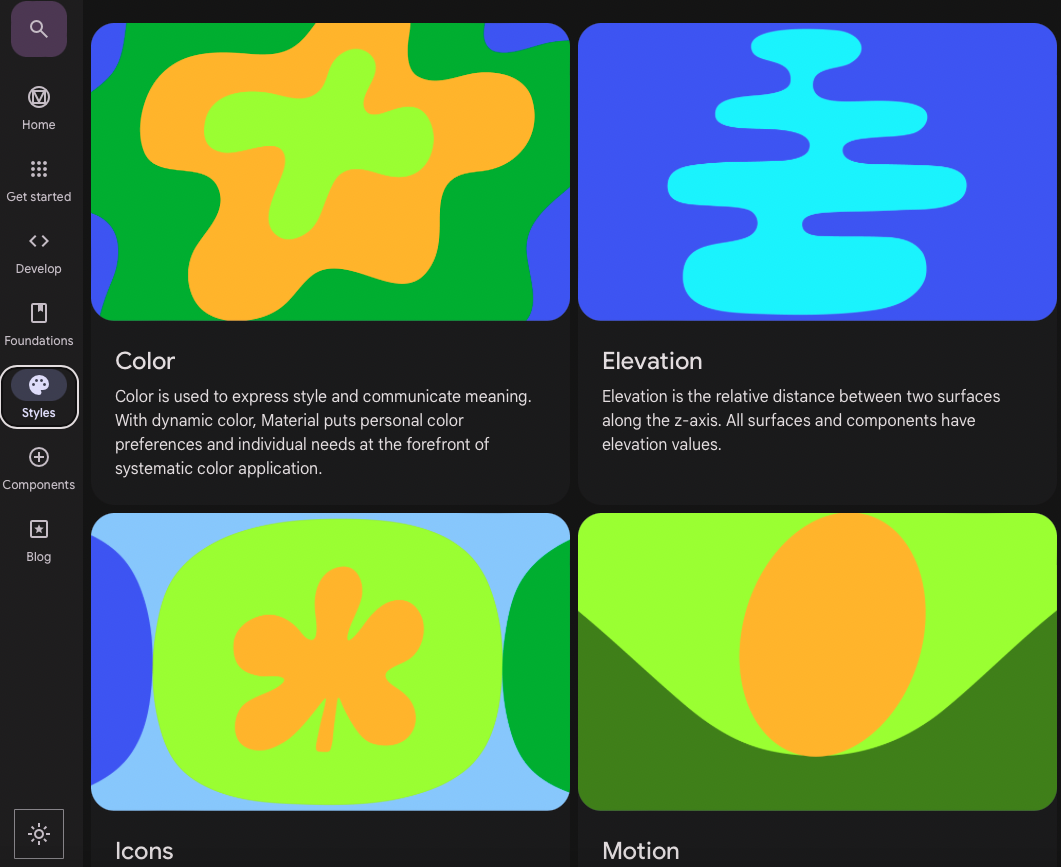 Home
Get started
Develop
Foundations
Styles
Components
Blog
Color
Color is used to express style and communicate meaning.
With dynamic color, Material puts personal color
preferences and individual needs at the forefront of
systematic color application.
Elevation
Elevation is the relative distance between two surfaces
along the z-axis. All surfaces and components have
elevation values.
Icons
Motion